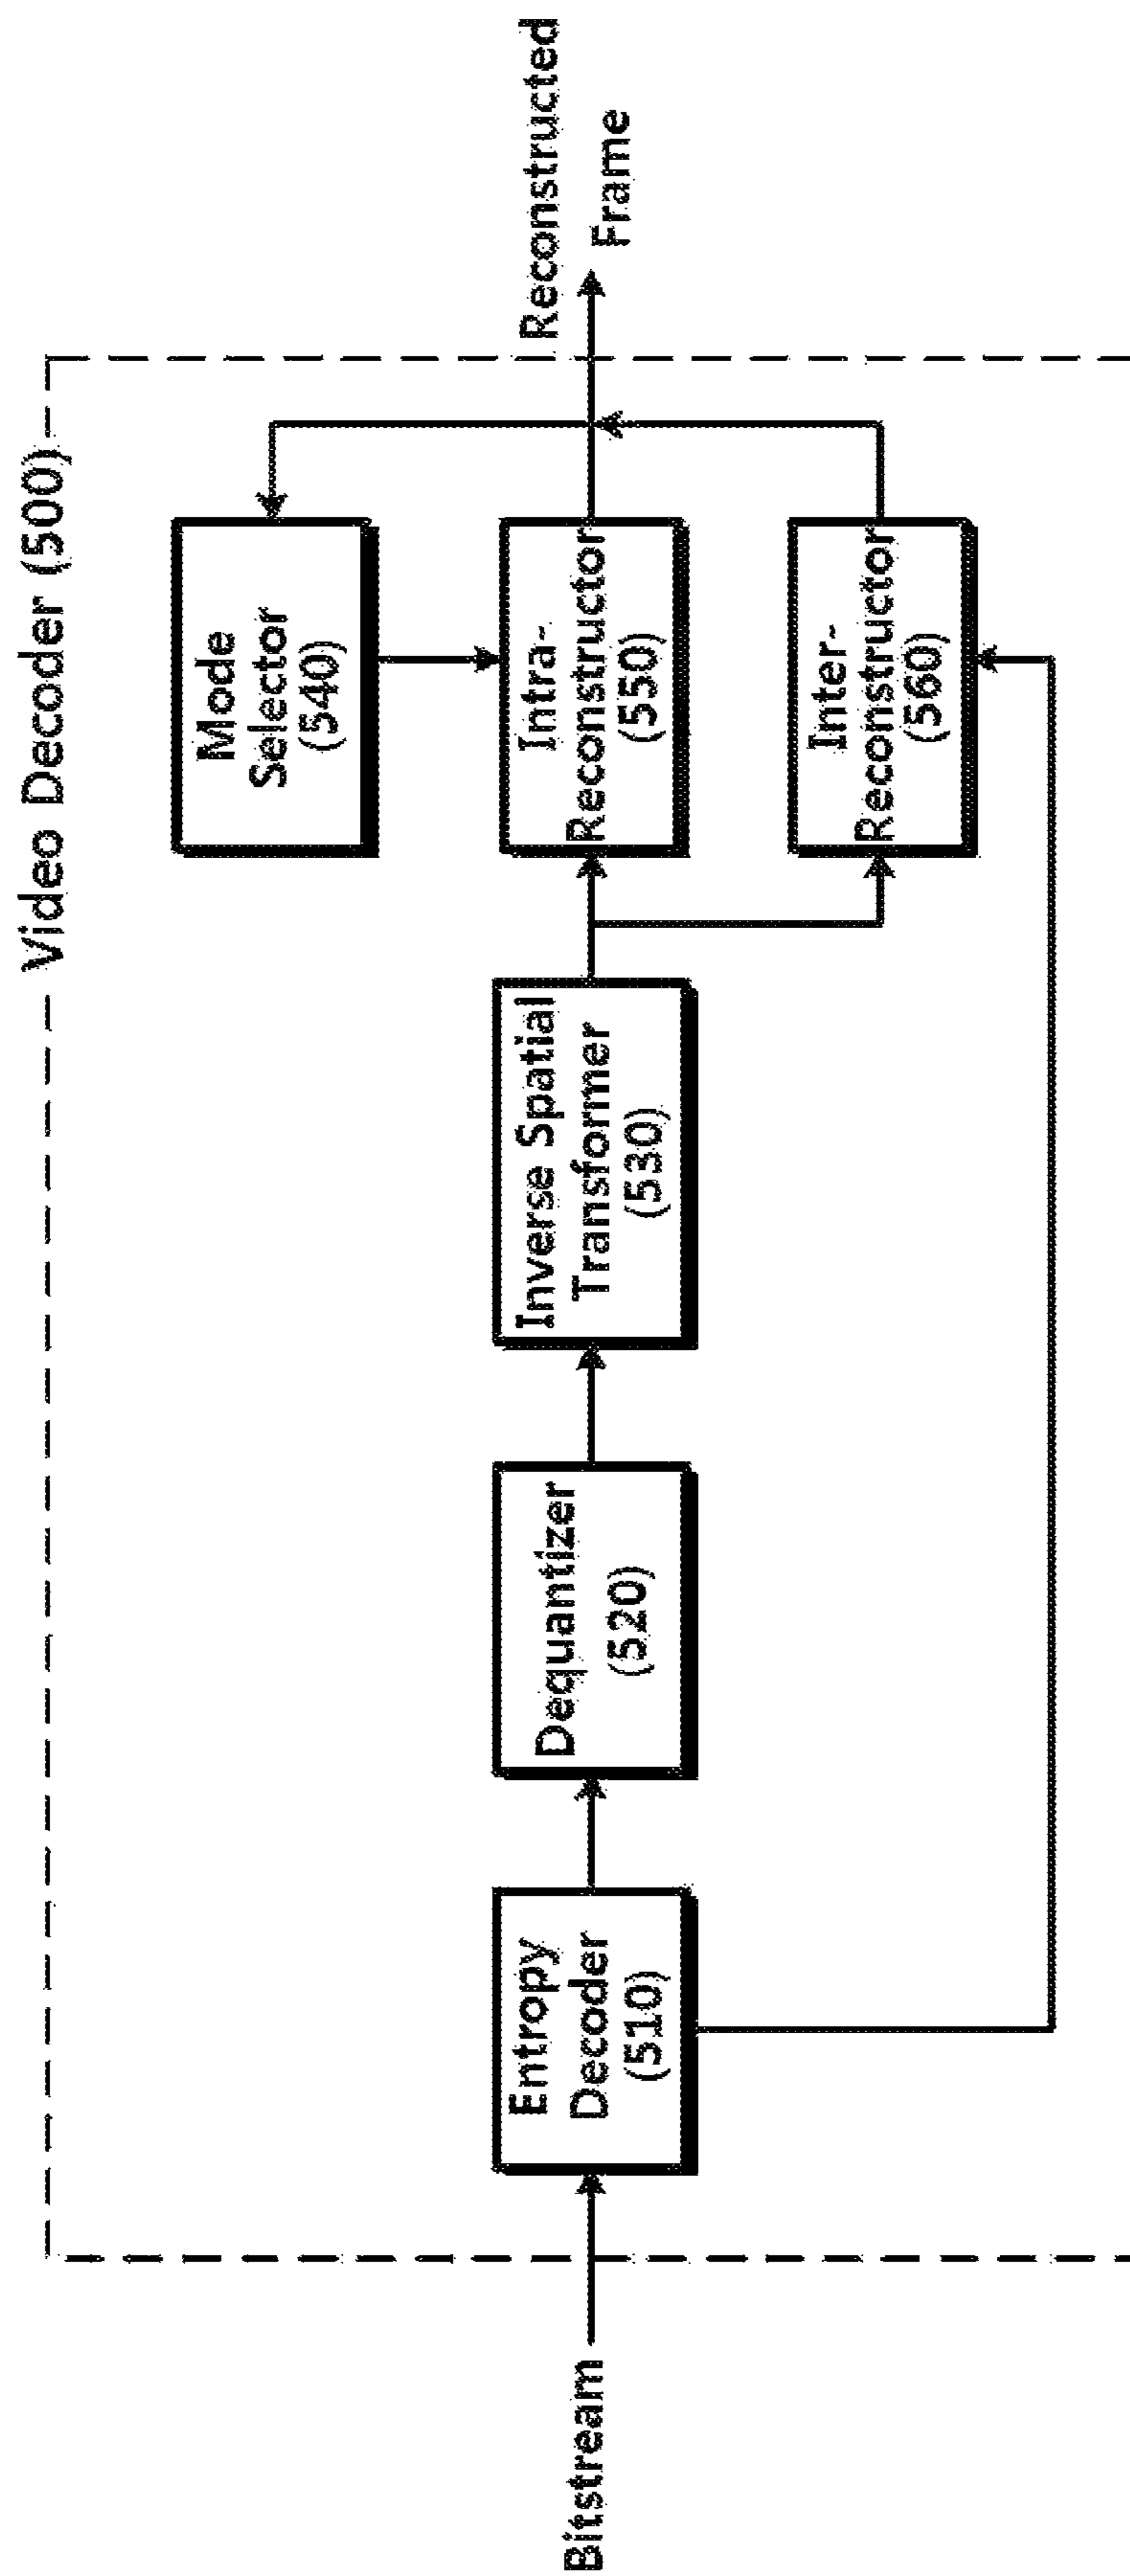 Video Decoder (500)
Mode
Selector
(540)
Reconstructed
Frame
Bitstream
Entropy
Decoder
(510)
Dequantizer
(520)
Inverse Spatial
Transformer
(530)
Intra-
Reconstructor
(550)
Inter-
Reconstructor
(560)